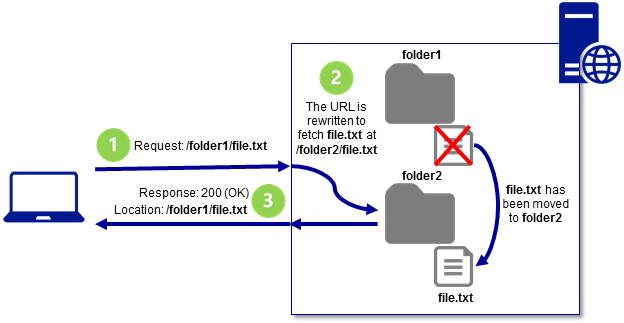 folder1
2
The URL is
rewritten to
fetch file.txt at
/folder2/file.txt
1
Request: /folder1/file.txt
folder2
file.txt has
been moved
to folder2
Response: 200 (OK)
Location: /folder1/file.txt
3
file.txt